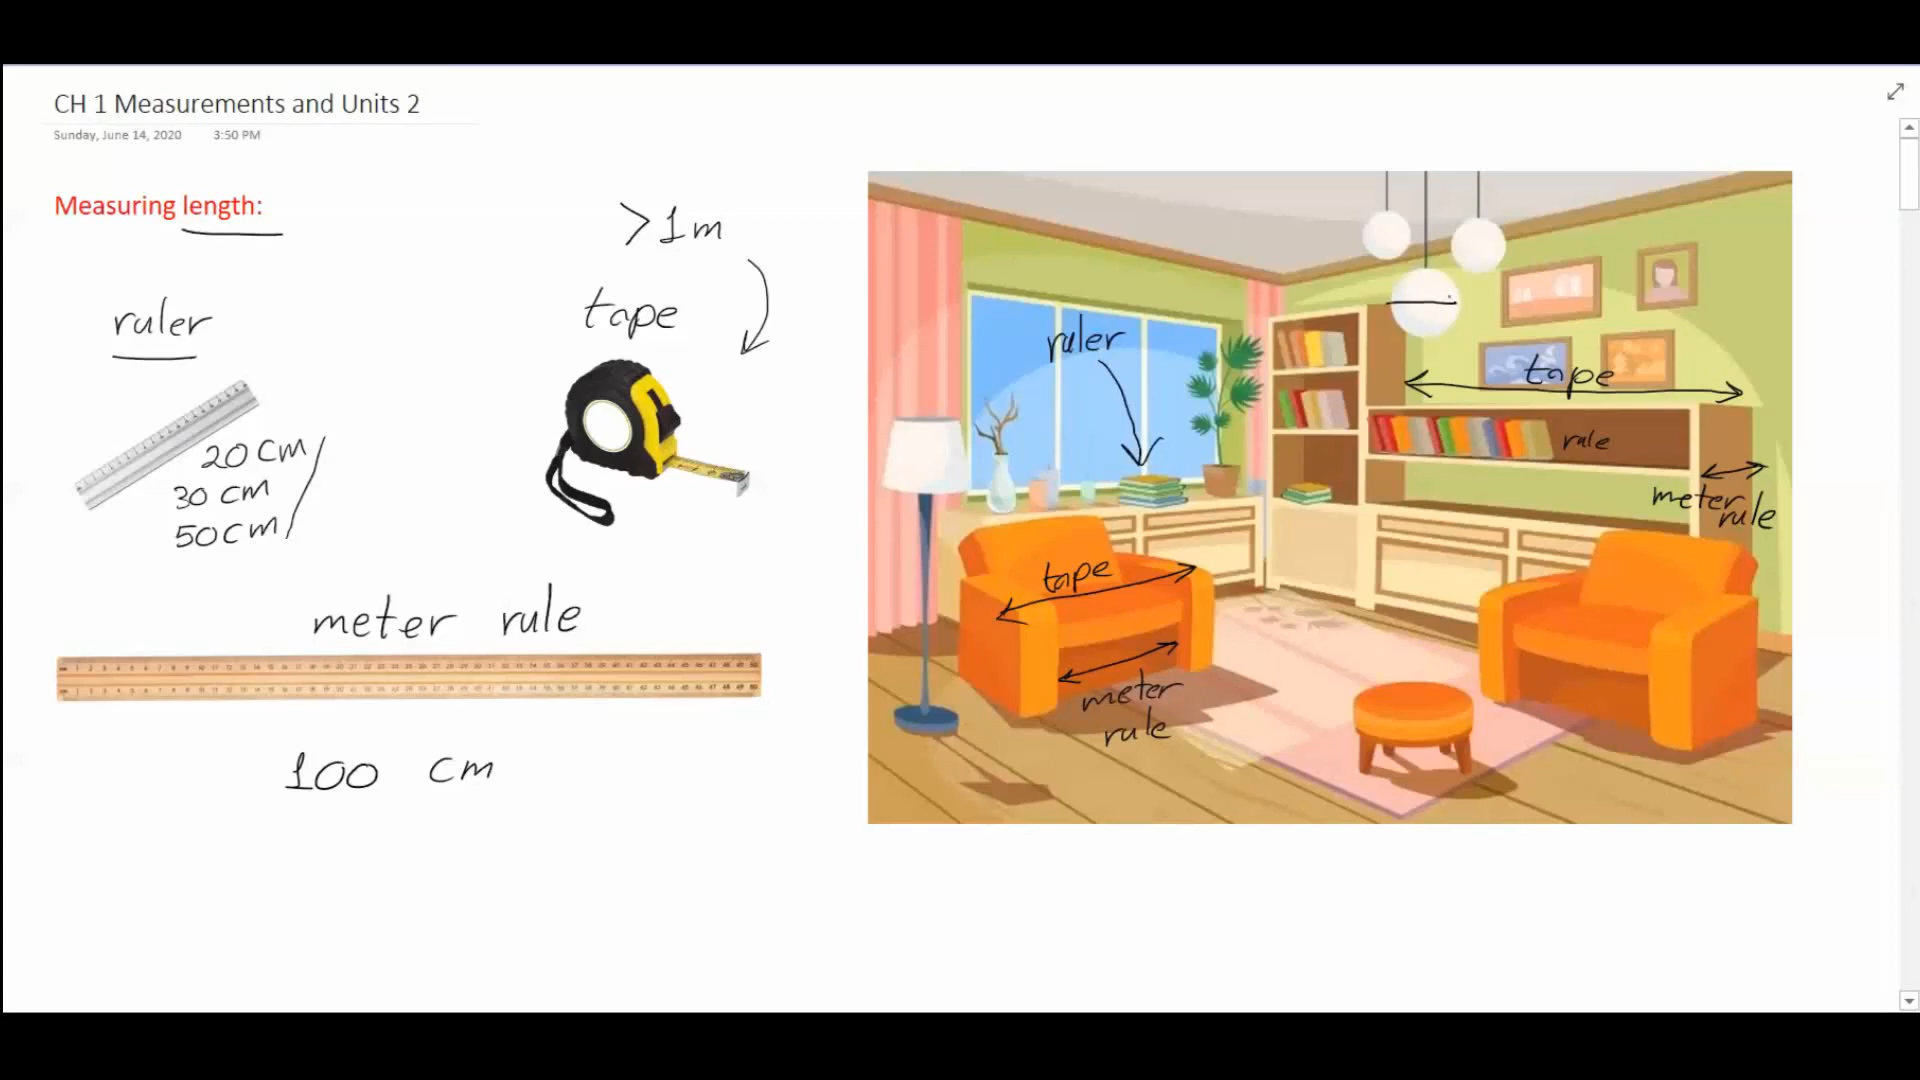 CH 1 Measurements and Units 2
Sunday, June 14, 2020 3:50 PM
Measuring length:
ruler
20 cm
30 cm
50 cm
>1m
tape
meter rule
100 cm
ruler
tape
rule
meter
rule
tape
meter
rule